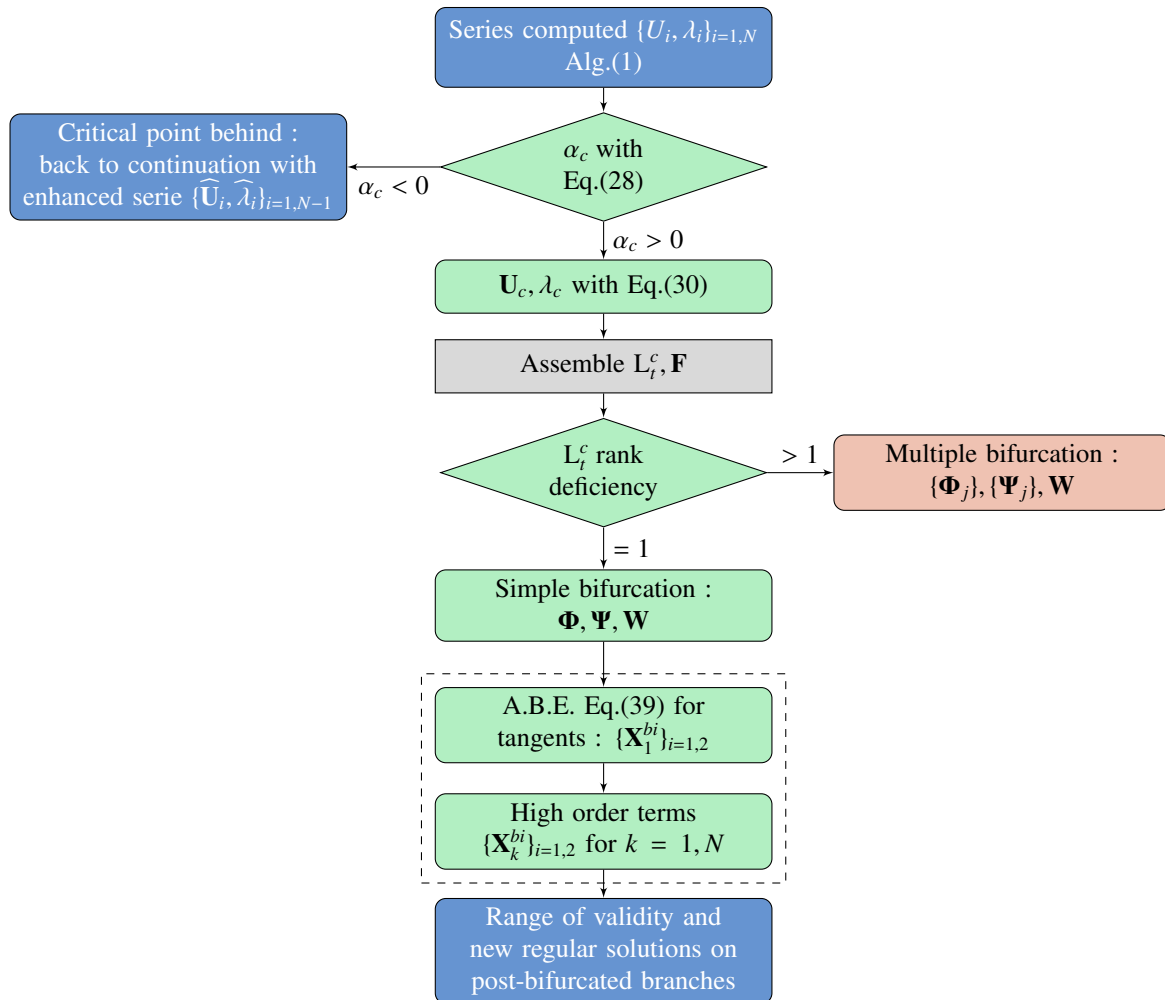 Series computed {U_i, λ_i}_{i=1,N}
Alg.(1)
Critical point behind :
back to continuation with
enhanced serie {\widehat{𝐔}_i, \widehat{λ}_i}_{i=1,N−1}
α_c with
Eq.(28)
α_c < 0
α_c > 0
𝐔_c, λ_c with Eq.(30)
Assemble L_t^c, 𝐅
L_t^c rank
deficiency
> 1
Multiple bifurcation :
{𝚽_j}, {𝚿_j}, 𝐖
= 1
Simple bifurcation :
𝚽, 𝚿, 𝐖
A.B.E. Eq.(39) for
tangents : {𝐗_1^{bi}}_{i=1,2}
High order terms
{𝐗_k^{bi}}_{i=1,2} for k = 1, N
Range of validity and
new regular solutions on
post-bifurcated branches